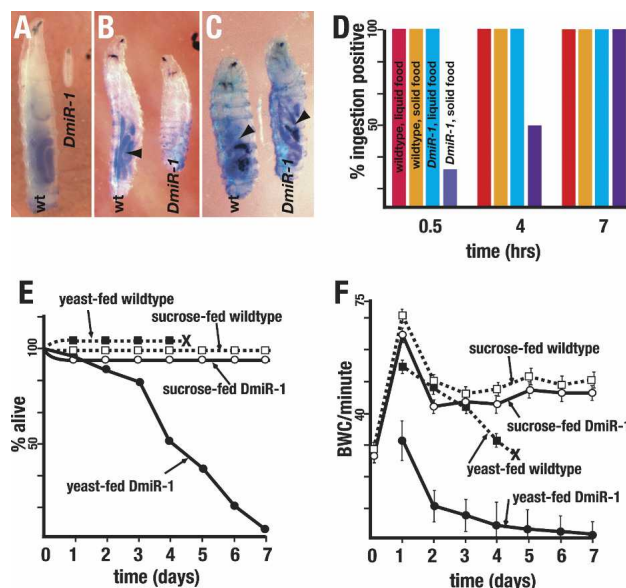 A
DmiR-1
wt
B
wt
DmiR-1
C
wt
DmiR-1
D
% ingestion positive
100
50
wildtype, liquid food
wildtype, solid food
DmiR-1, liquid food
DmiR-1, solid food
0.5
4
7
time (hrs)
E
yeast-fed wildtype
sucrose-fed wildtype
X
100
sucrose-fed DmiR-1
% alive
50
yeast-fed DmiR-1
0 1 2 3 4 5 6 7
time (days)
F
75
sucrose-fed wildtype
BWC/minute
40
sucrose-fed DmiR-1
X
yeast-fed wildtype
yeast-fed DmiR-1
0 1 2 3 4 5 6 7
time (days)